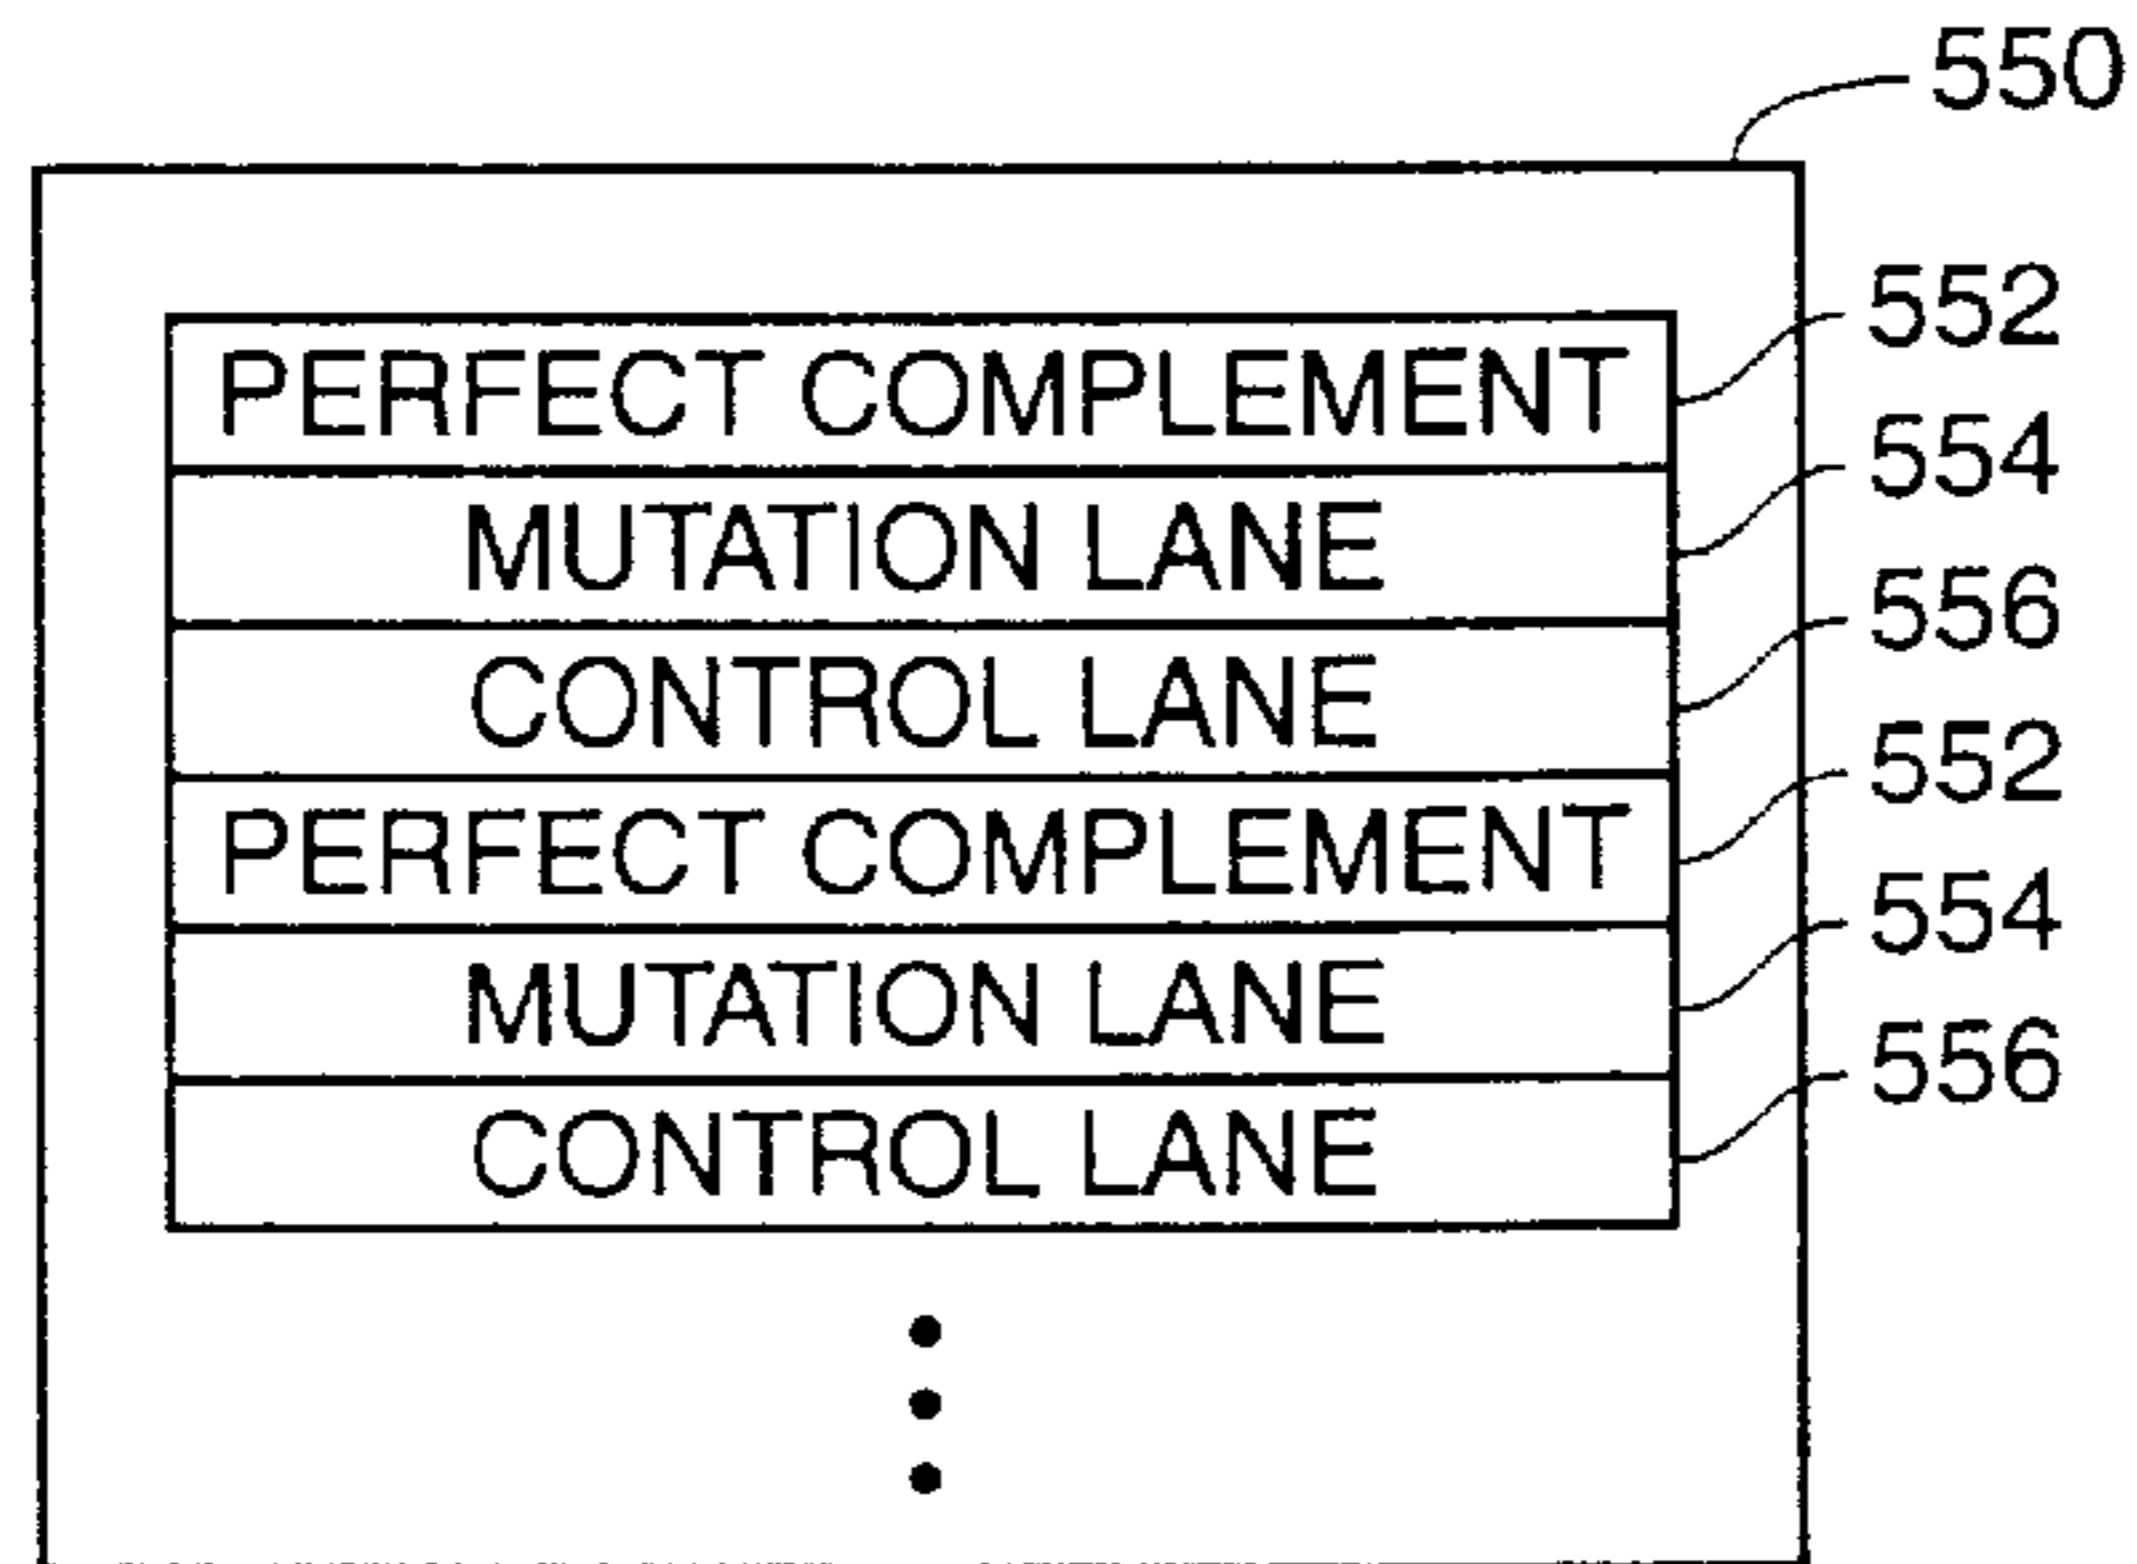 550
PERFECT COMPLEMENT 552
MUTATION LANE 554
CONTROL LANE 556
PERFECT COMPLEMENT 552
MUTATION LANE 554
CONTROL LANE 556